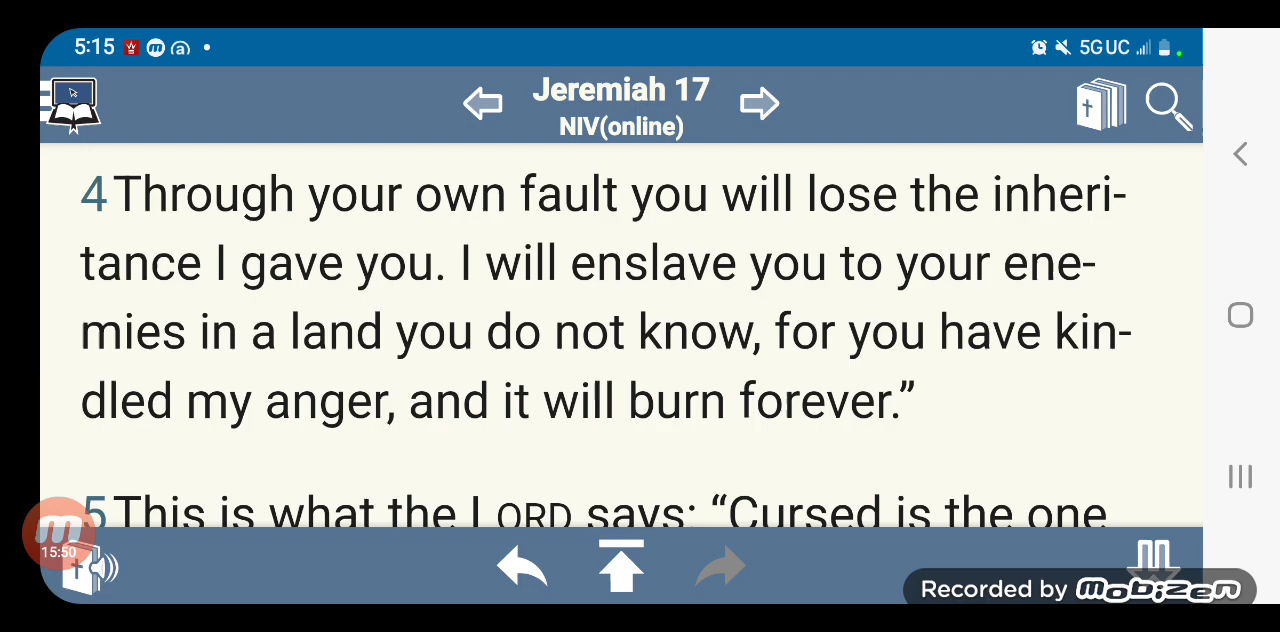 5:15
5G UC
Jeremiah 17
NIV(online)
4 Through your own fault you will lose the inheri-
tance I gave you. I will enslave you to your ene-
mies in a land you do not know, for you have kin-
dled my anger, and it will burn forever.”
5 This is what the LORD says: “Cursed is the one
15:50
Recorded by Mobizen